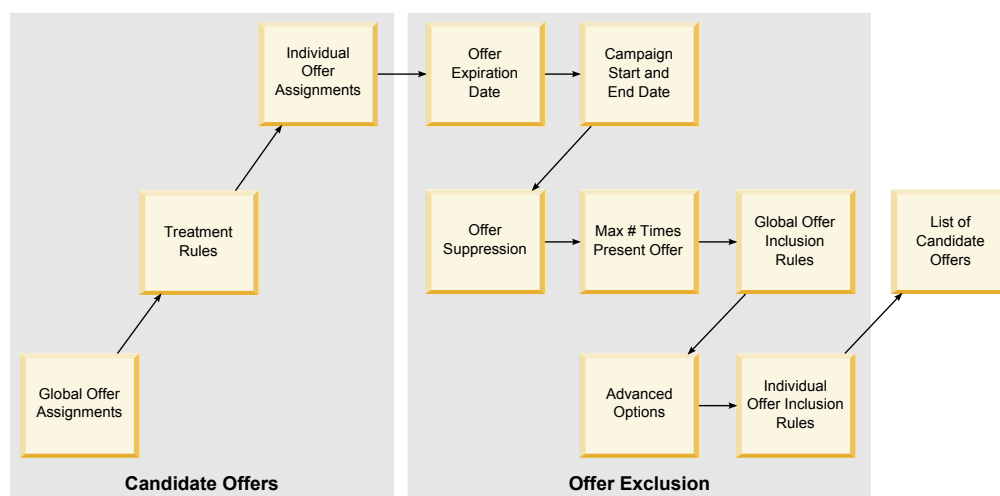 Individual
Offer
Assignments
Offer
Expiration
Date
Campaign
Start and
End Date
Treatment
Rules
Offer
Suppression
Max # Times
Present Offer
Global Offer
Inclusion
Rules
List of
Candidate
Offers
Global Offer
Assignments
Advanced
Options
Individual
Offer Inclusion
Rules
Candidate Offers
Offer Exclusion